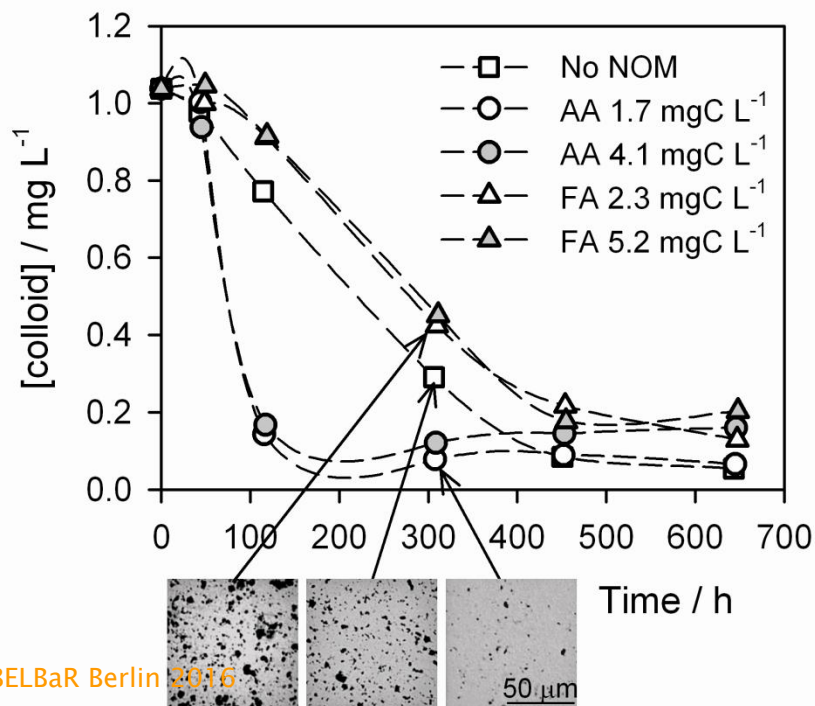 1.2
1.0
0.8
0.6
0.4
0.2
0.0
[colloid] / mg L⁻¹
No NOM
AA 1.7 mgC L⁻¹
AA 4.1 mgC L⁻¹
FA 2.3 mgC L⁻¹
FA 5.2 mgC L⁻¹
0 100 200 300 400 500 600 700
Time / h
BELBaR Berlin 2016
50 µm